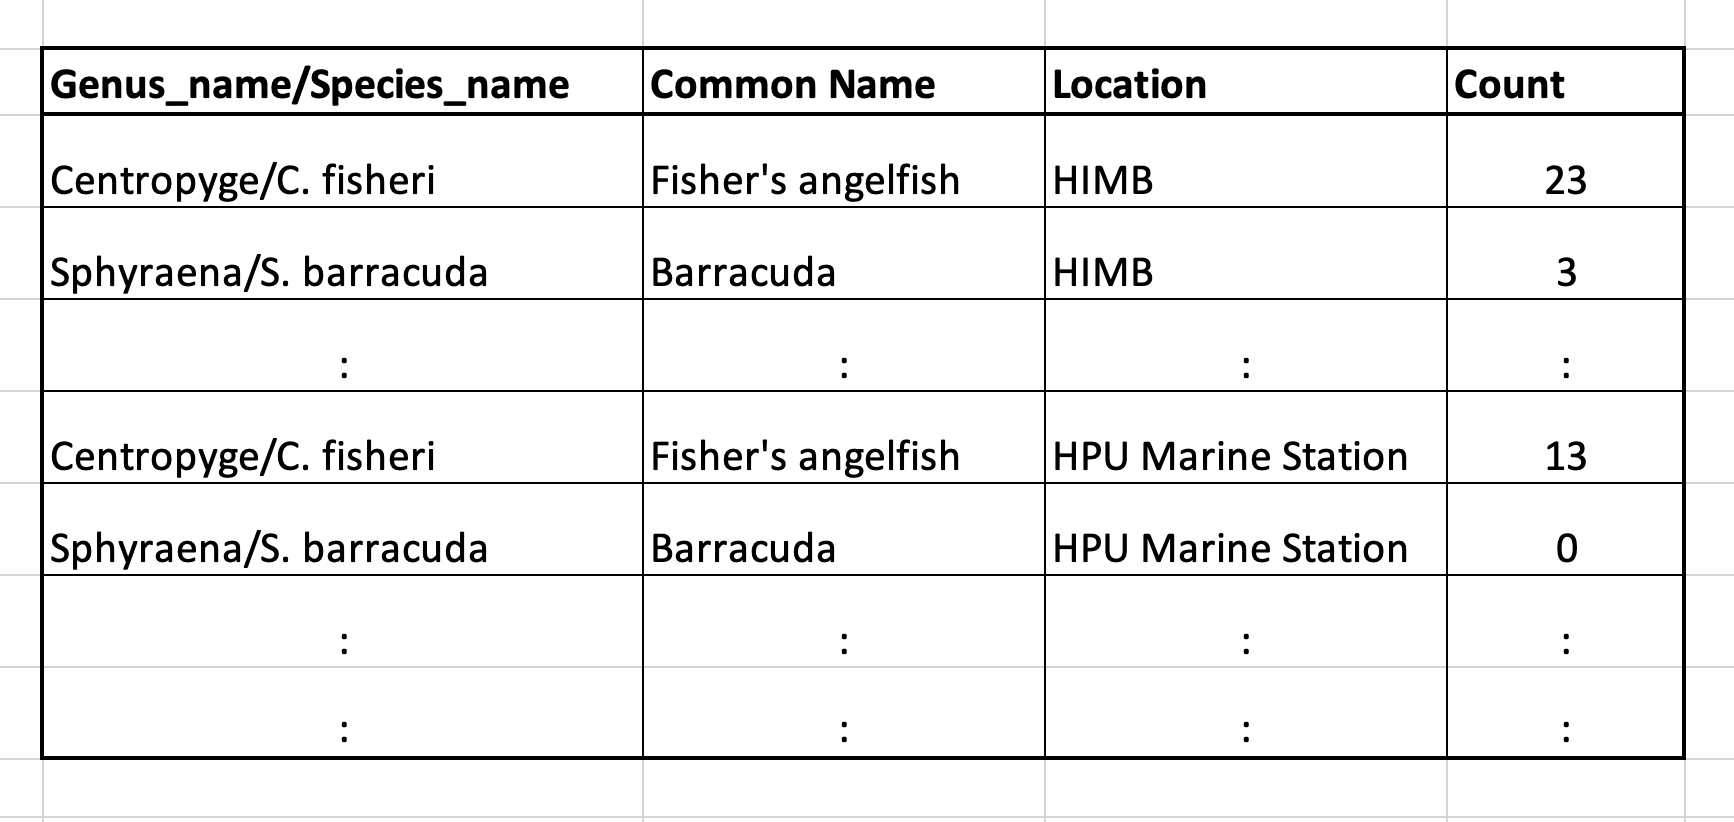 Genus_name/Species_name Common Name Location Count
Centropyge/C. fisheri Fisher's angelfish HIMB 23
Sphyraena/S. barracuda Barracuda HIMB 3
: : : :
Centropyge/C. fisheri Fisher's angelfish HPU Marine Station 13
Sphyraena/S. barracuda Barracuda HPU Marine Station 0
: : : :
: : : :